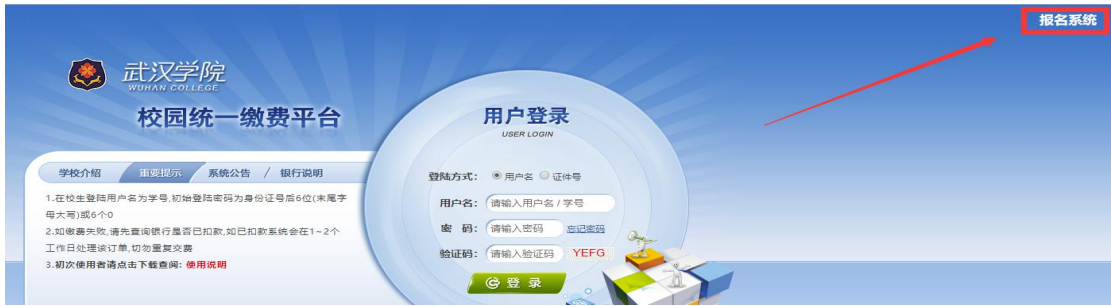 报名系统
武汉学院
WUHAN COLLEGE
校园统一缴费平台
用户登录
USER LOGIN
学校介绍 重要提示 系统公告 / 银行说明
1.在校生登陆用户名为学号,初始登陆密码为身份证号后6位(末尾字
母大写)或6个0
2.如缴费失败,请先查询银行是否已扣款,如已扣款系统会在1~2个
工作日处理该订单,切勿重复交费
3.初次使用者请点击下载查阅: 使用说明
登陆方式: 用户名 证件号
用户名: 请输入用户名 / 学号
密 码: 请输入密码 忘记密码
验证码: 请输入验证码 YEFG
登 录